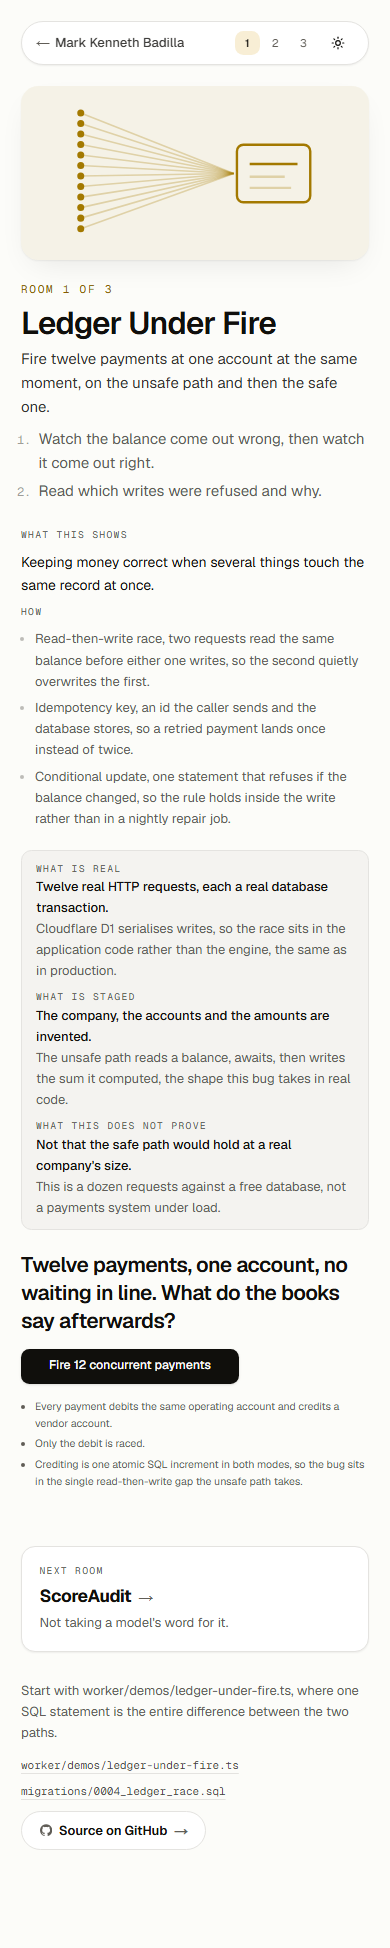 ← Mark Kenneth Badilla 1 2 3
ROOM 1 OF 3
Ledger Under Fire
Fire twelve payments at one account at the same
moment, on the unsafe path and then the safe
one.
1. Watch the balance come out wrong, then watch
it come out right.
2. Read which writes were refused and why.
WHAT THIS SHOWS
Keeping money correct when several things touch the
same record at once.
HOW
• Read-then-write race, two requests read the same
balance before either one writes, so the second quietly
overwrites the first.
• Idempotency key, an id the caller sends and the
database stores, so a retried payment lands once
instead of twice.
• Conditional update, one statement that refuses if the
balance changed, so the rule holds inside the write
rather than in a nightly repair job.
WHAT IS REAL
Twelve real HTTP requests, each a real database
transaction.
Cloudflare D1 serialises writes, so the race sits in the
application code rather than the engine, the same as
in production.
WHAT IS STAGED
The company, the accounts and the amounts are
invented.
The unsafe path reads a balance, awaits, then writes
the sum it computed, the shape this bug takes in real
code.
WHAT THIS DOES NOT PROVE
Not that the safe path would hold at a real
company's size.
This is a dozen requests against a free database, not
a payments system under load.
Twelve payments, one account, no
waiting in line. What do the books
say afterwards?
Fire 12 concurrent payments
• Every payment debits the same operating account and credits a
vendor account.
• Only the debit is raced.
• Crediting is one atomic SQL increment in both modes, so the bug sits
in the single read-then-write gap the unsafe path takes.
NEXT ROOM
ScoreAudit →
Not taking a model's word for it.
Start with worker/demos/ledger-under-fire.ts, where one
SQL statement is the entire difference between the two
paths.
worker/demos/ledger-under-fire.ts
migrations/0004_ledger_race.sql
Source on GitHub →